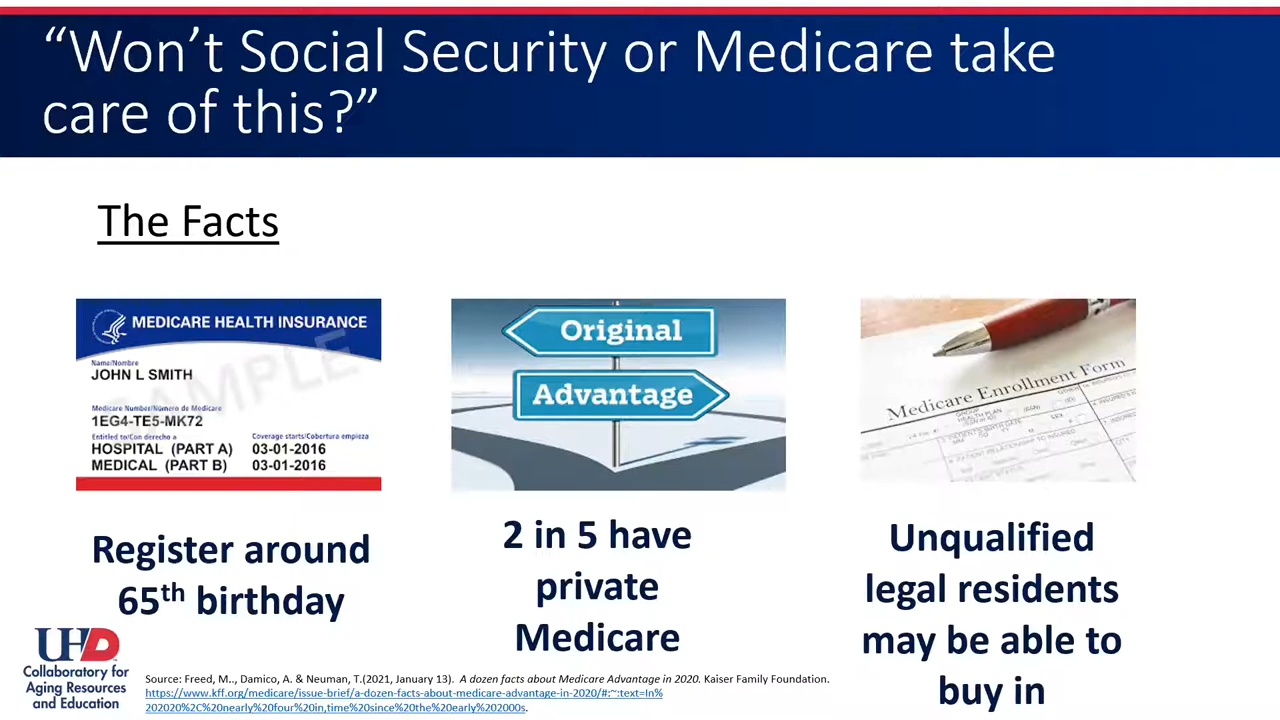 “Won’t Social Security or Medicare take
care of this?”
The Facts
MEDICARE HEALTH INSURANCE
Name/Nombre
JOHN L SMITH
Medicare Number/Número de Medicare
1EG4-TE5-MK72
Entitled to/Con derecho a
Coverage starts/Cobertura empieza
HOSPITAL (PART A) 03-01-2016
MEDICAL (PART B) 03-01-2016
SAMPLE
Original
Advantage
Medicare Enrollment Form
Register around
65th birthday
2 in 5 have
private
Medicare
Unqualified
legal residents
may be able to
buy in
UHD
Collaboratory for
Aging Resources
and Education
Source: Freed, M.., Damico, A. & Neuman, T.(2021, January 13). A dozen facts about Medicare Advantage in 2020. Kaiser Family Foundation.
https://www.kff.org/medicare/issue-brief/a-dozen-facts-about-medicare-advantage-in-2020/#:~:text=In%
202020%2C%20nearly%20four%20in,time%20since%20the%20early%202000s.